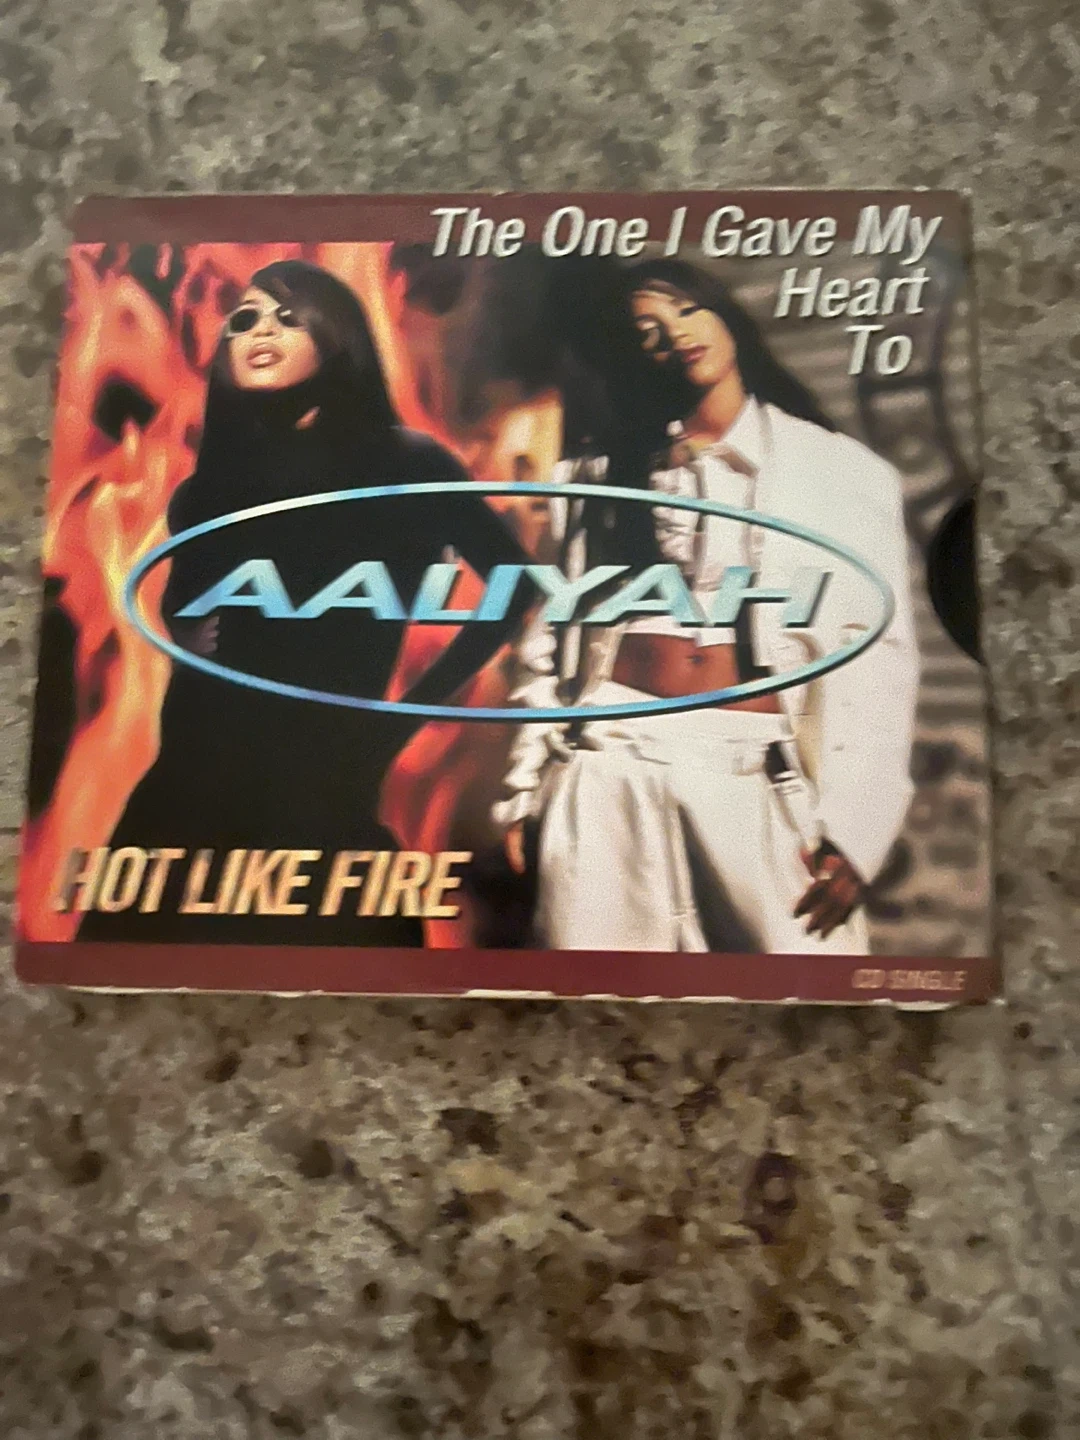 The One I Gave My
Heart
To
AALIYAH
HOT LIKE FIRE
CD SINGLE